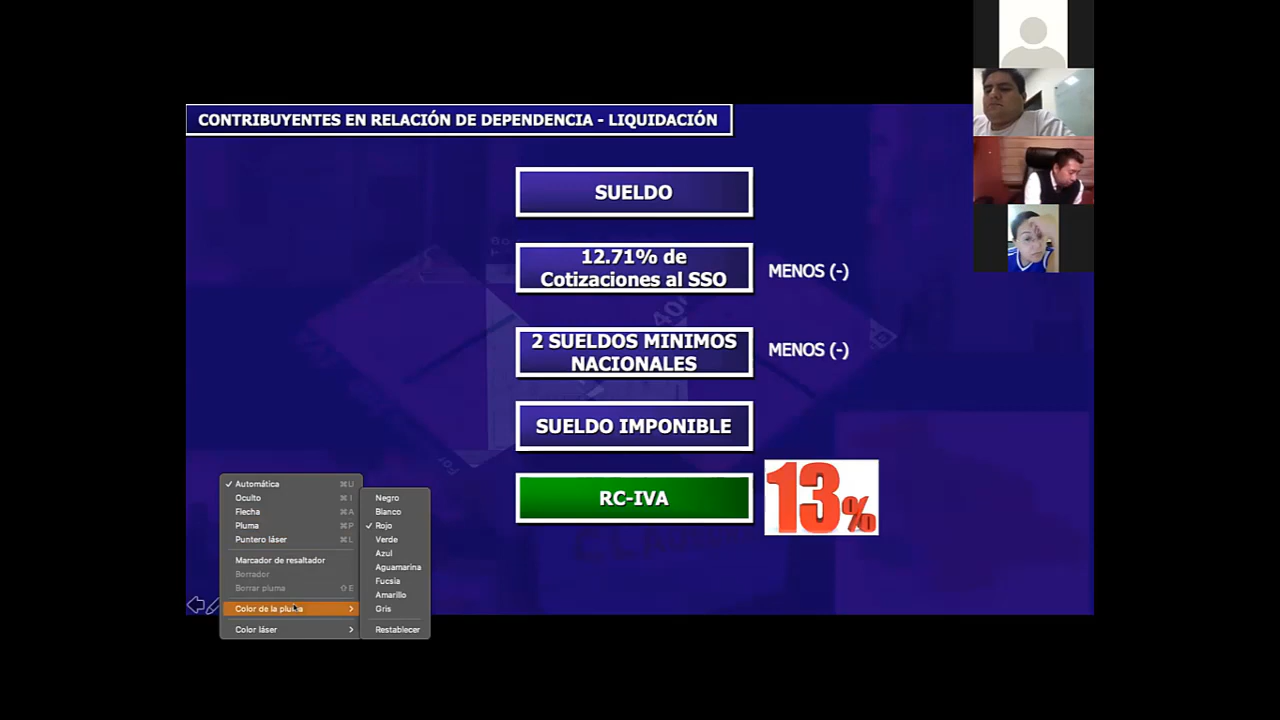 CONTRIBUYENTES EN RELACIÓN DE DEPENDENCIA - LIQUIDACIÓN
SUELDO
12.71% de
Cotizaciones al SSO
MENOS (-)
2 SUELDOS MINIMOS
NACIONALES
MENOS (-)
SUELDO IMPONIBLE
RC-IVA
13%
✓ Automática ⌘U
Oculto ⌘I
Flecha ⌘A
Pluma ⌘P
Puntero láser ⌘L
Marcador de resaltador
Borrador
Borrar pluma ⇧E
Color de la pluma
Color láser
Negro
Blanco
✓ Rojo
Verde
Azul
Aguamarina
Fucsia
Amarillo
Gris
Restablecer